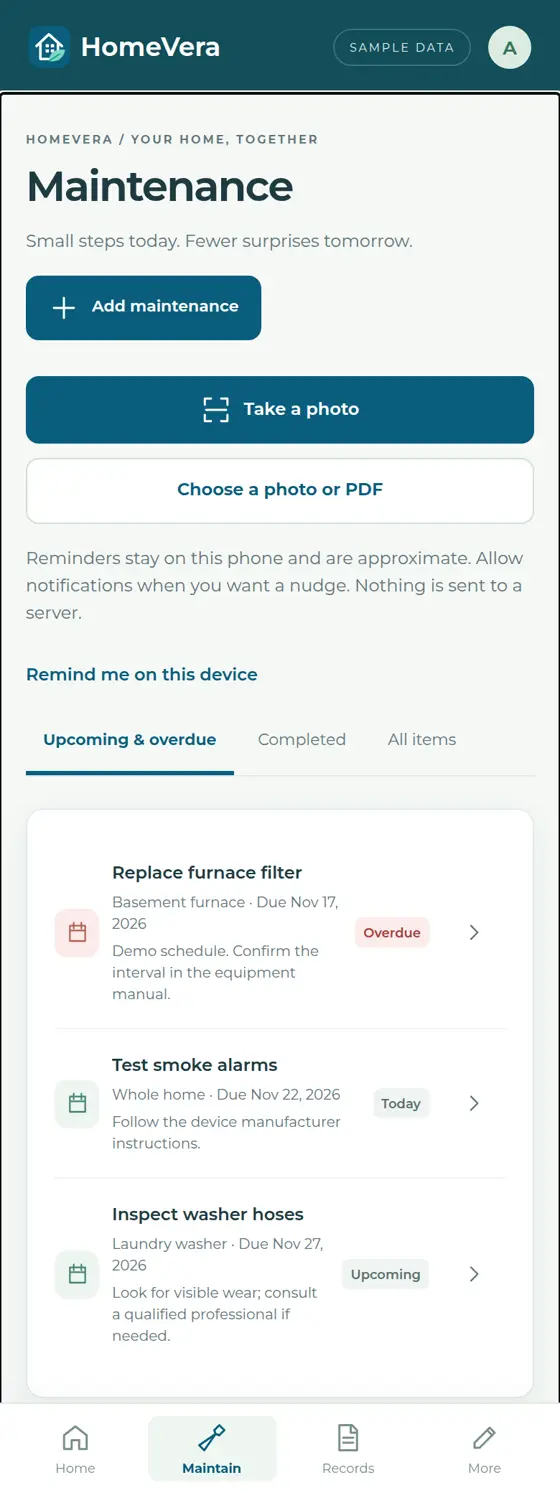 HomeVera
SAMPLE DATA
A
HOMEVERA / YOUR HOME, TOGETHER
Maintenance
Small steps today. Fewer surprises tomorrow.
Add maintenance
Take a photo
Choose a photo or PDF
Reminders stay on this phone and are approximate. Allow
notifications when you want a nudge. Nothing is sent to a
server.
Remind me on this device
Upcoming & overdue
Completed
All items
Replace furnace filter
Basement furnace · Due Nov 17,
2026
Demo schedule. Confirm the
interval in the equipment
manual.
Overdue
Test smoke alarms
Whole home · Due Nov 22, 2026
Follow the device manufacturer
instructions.
Today
Inspect washer hoses
Laundry washer · Due Nov 27,
2026
Look for visible wear; consult
a qualified professional if
needed.
Upcoming
Home
Maintain
Records
More